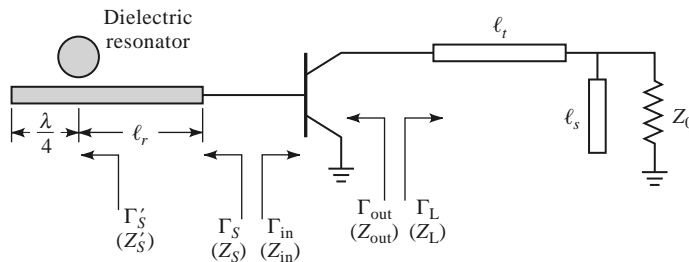 Dielectric
resonator
ℓt
λ
4
ℓr
ℓs
Z0
Γ′S
(Z′S)
ΓS
(ZS)
Γin
(Zin)
Γout
(Zout)
ΓL
(ZL)